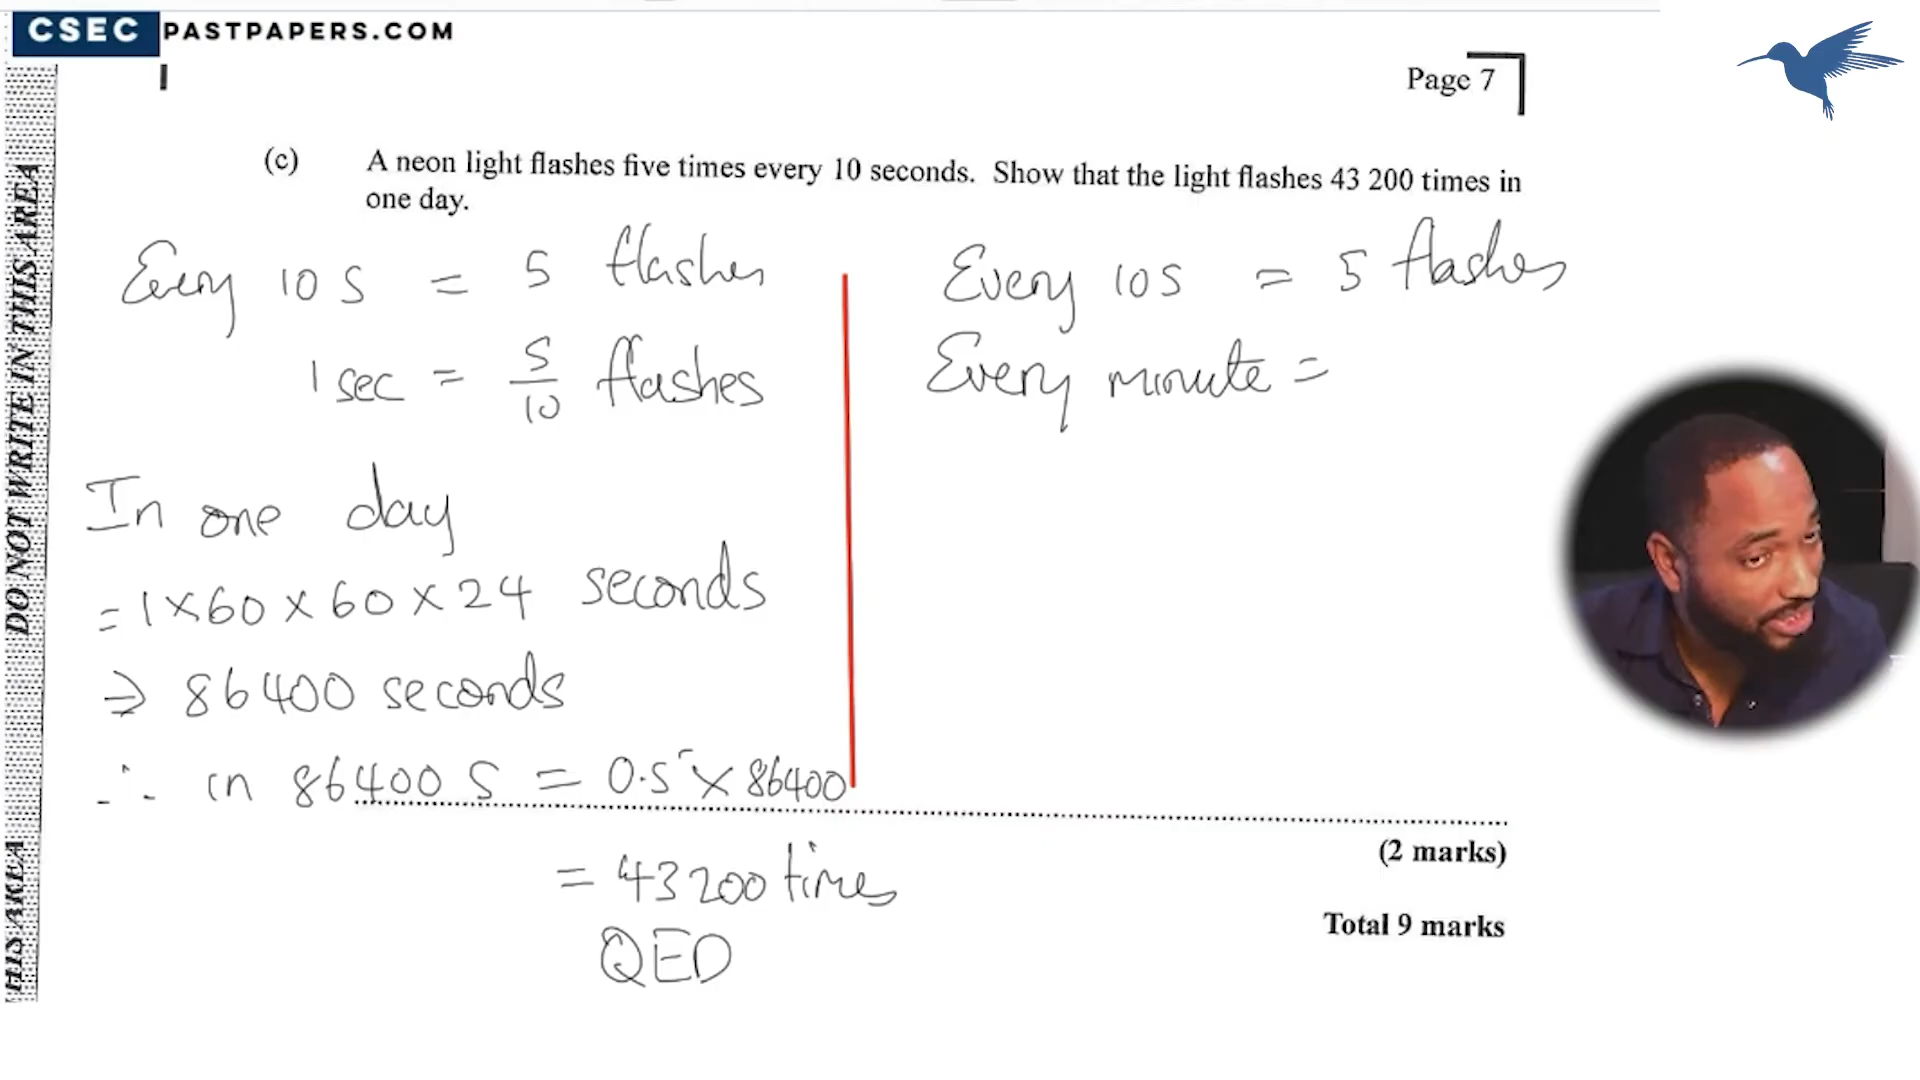 CSEC PASTPAPERS.COM
Page 7
(c) A neon light flashes five times every 10 seconds. Show that the light flashes 43 200 times in
one day.
Every 10 S = 5 flashes
1 sec = 5/10 flashes
In one day
= 1 × 60 × 60 × 24 seconds
⇒ 86400 seconds
∴ in 86400 S = 0.5 × 86400
= 43200 times
QED
Every 10 S = 5 flashes
Every minute =
(2 marks)
Total 9 marks
DO NOT WRITE IN THIS AREA
HIS AREA